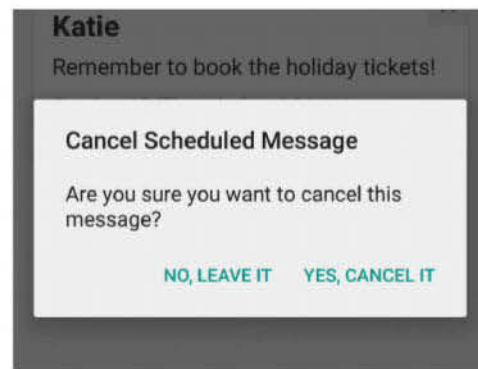 Katie
Remember to book the holiday tickets!
Cancel Scheduled Message
Are you sure you want to cancel this
message?
NO, LEAVE IT YES, CANCEL IT